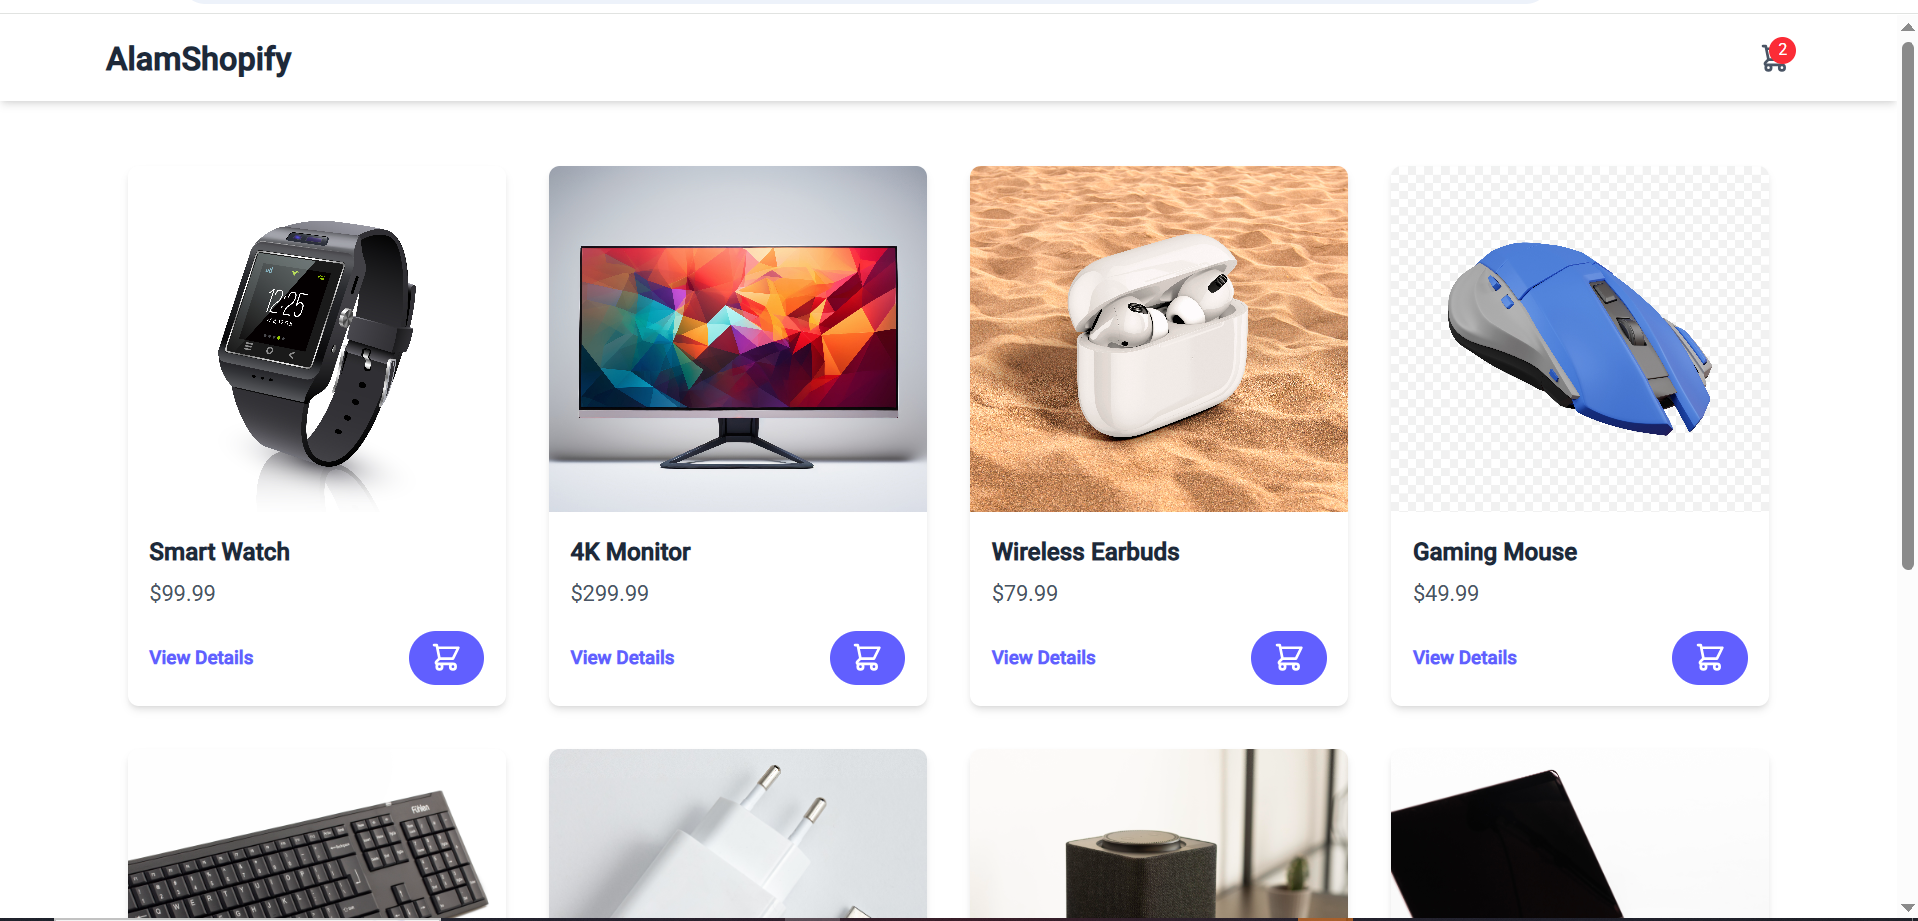 AlamShopify
2
12:25
Smart Watch
$99.99
View Details
4K Monitor
$299.99
View Details
Wireless Earbuds
$79.99
View Details
Gaming Mouse
$49.99
View Details